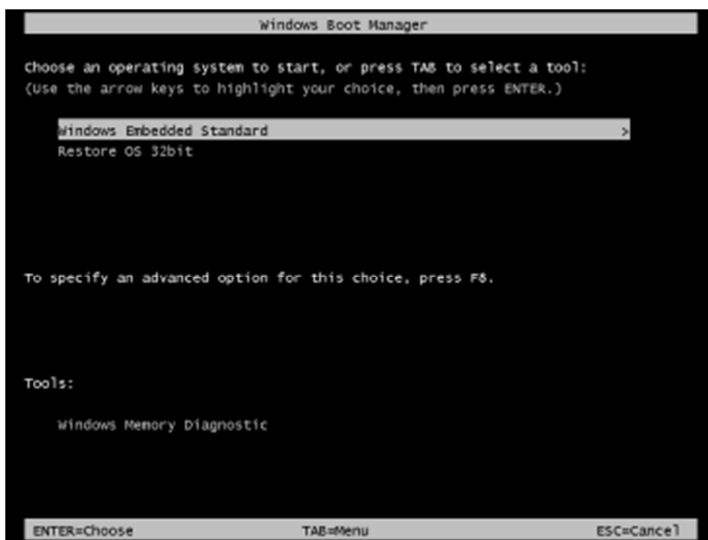 Windows Boot Manager
Choose an operating system to start, or press TAB to select a tool:
(Use the arrow keys to highlight your choice, then press ENTER.)
Windows Embedded Standard >
Restore OS 32bit
To specify an advanced option for this choice, press F8.
Tools:
Windows Memory Diagnostic
ENTER=Choose TAB=Menu ESC=Cancel